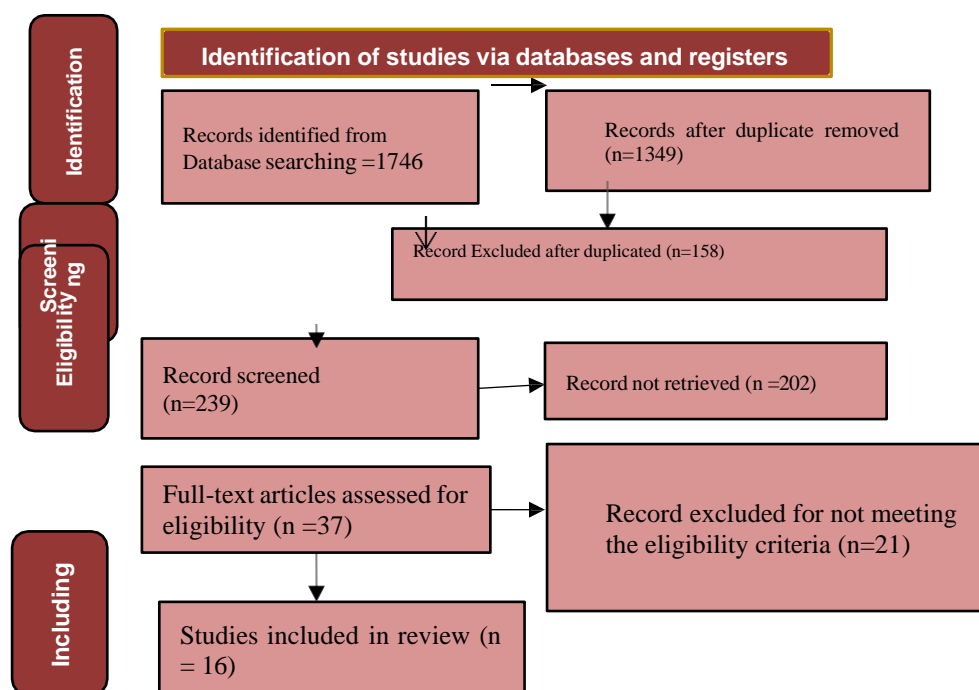 Identification of studies via databases and registers
Identification
Records identified from
Database searching =1746
Records after duplicate removed
(n=1349)
Record Excluded after duplicated (n=158)
Screeni
ng
Eligibility
Record screened
(n=239)
Record not retrieved (n =202)
Full-text articles assessed for
eligibility (n =37)
Record excluded for not meeting
the eligibility criteria (n=21)
Including
Studies included in review (n
= 16)